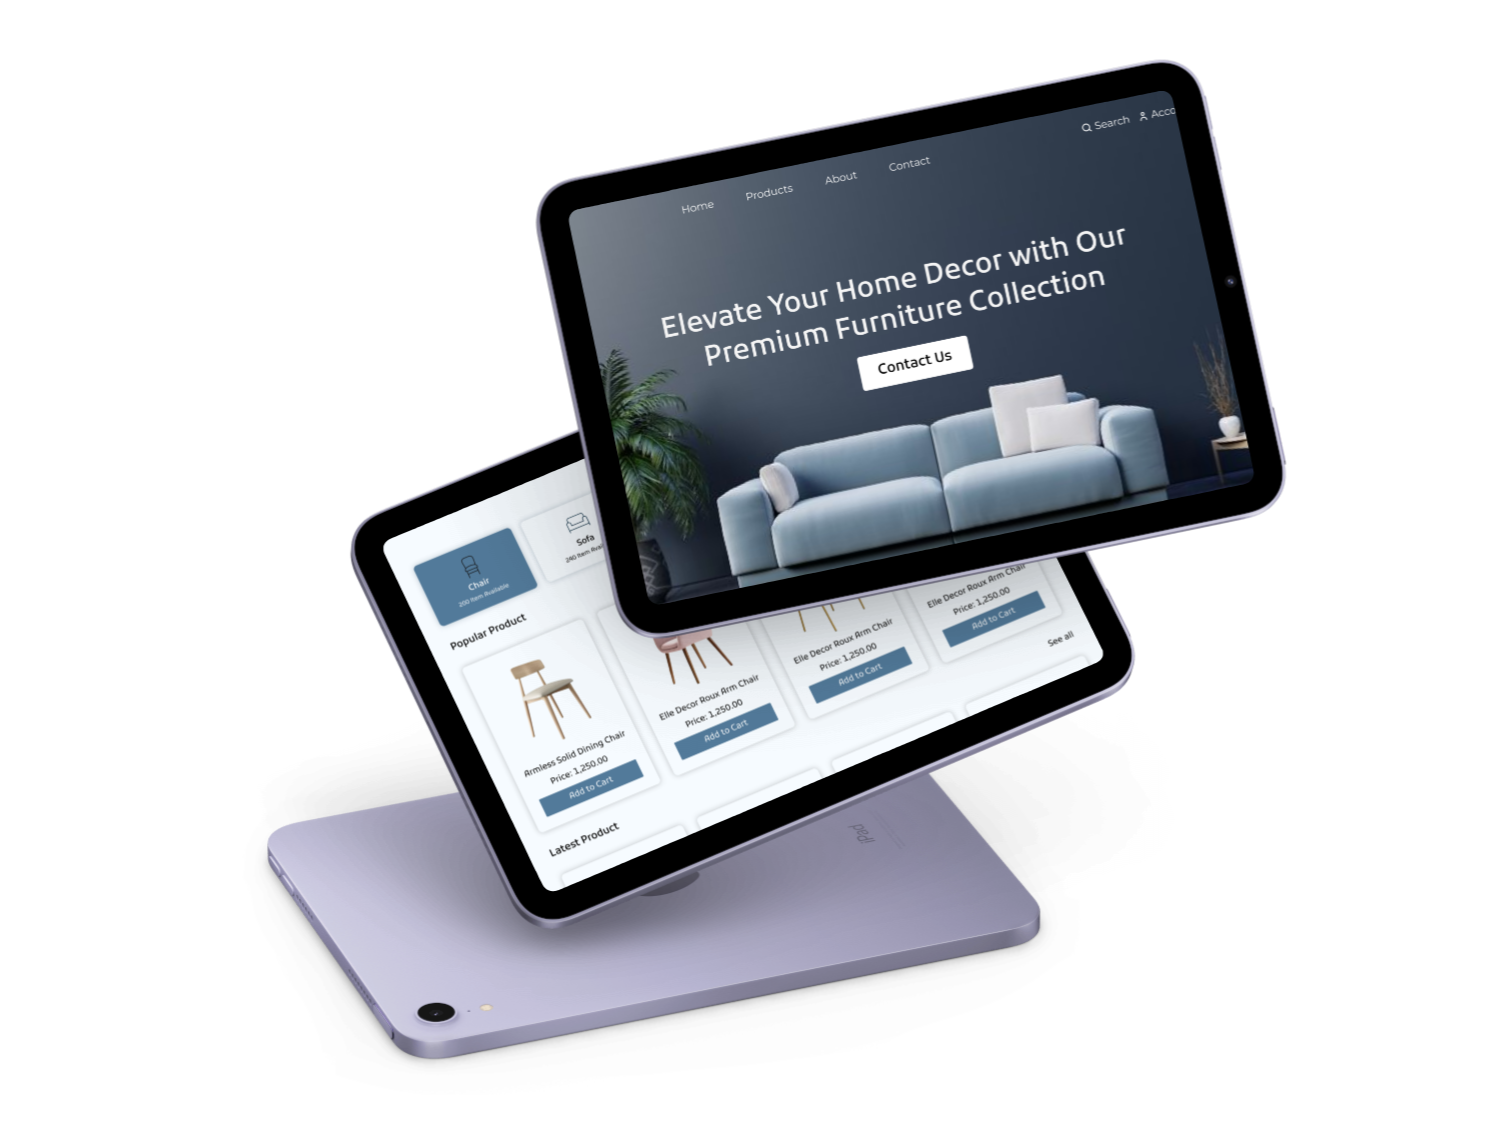 Search
Acco
Home
Products
About
Contact
Elevate Your Home Decor with Our
Premium Furniture Collection
Contact Us
Chair
200 Item Available
Sofa
240 Item Avai
Popular Product
Armless Solid Dining Chair
Price: 1,250.00
Add to Cart
Elle Decor Roux Arm Chair
Price: 1,250.00
Add to Cart
Elle Decor Roux Arm Chair
Price: 1,250.00
Add to Cart
Elle Decor Roux Arm Chair
Price: 1,250.00
Add to Cart
See all
Latest Product
iPad